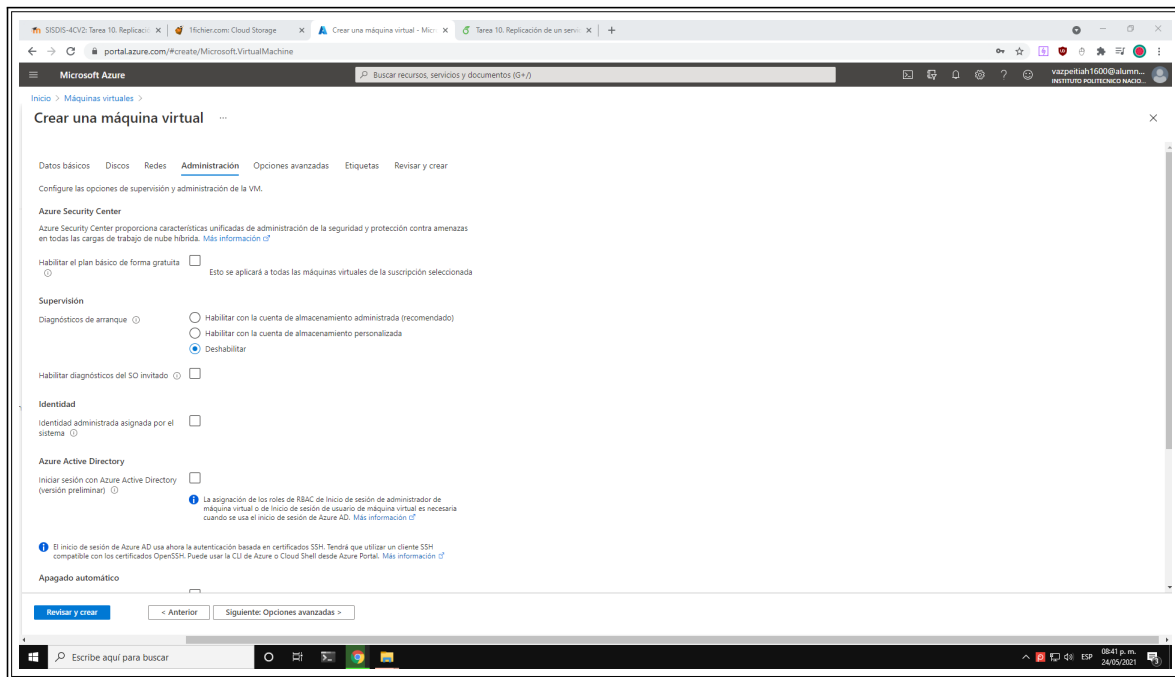 SISDIS-4CV2: Tarea 10. Replicació
1fichier.com: Cloud Storage
Crear una máquina virtual - Micr
Tarea 10. Replicación de un servi
portal.azure.com/#create/Microsoft.VirtualMachine
Microsoft Azure
Buscar recursos, servicios y documentos (G+/)
vazpeitiah1600@alumn...
INSTITUTO POLITECNICO NACIO...
Inicio > Máquinas virtuales >
Crear una máquina virtual ...
Datos básicos Discos Redes Administración Opciones avanzadas Etiquetas Revisar y crear
Configure las opciones de supervisión y administración de la VM.
Azure Security Center
Azure Security Center proporciona características unificadas de administración de la seguridad y protección contra amenazas
en todas las cargas de trabajo de nube híbrida. Más información
Habilitar el plan básico de forma gratuita
Esto se aplicará a todas las máquinas virtuales de la suscripción seleccionada
Supervisión
Diagnósticos de arranque
Habilitar con la cuenta de almacenamiento administrada (recomendado)
Habilitar con la cuenta de almacenamiento personalizada
Deshabilitar
Habilitar diagnósticos del SO invitado
Identidad
Identidad administrada asignada por el
sistema
Azure Active Directory
Iniciar sesión con Azure Active Directory
(versión preliminar)
La asignación de los roles de RBAC de Inicio de sesión de administrador de
máquina virtual o de Inicio de sesión de usuario de máquina virtual es necesaria
cuando se usa el inicio de sesión de Azure AD. Más información
El inicio de sesión de Azure AD usa ahora la autenticación basada en certificados SSH. Tendrá que utilizar un cliente SSH
compatible con los certificados OpenSSH. Puede usar la CLI de Azure o Cloud Shell desde Azure Portal. Más información
Apagado automático
Revisar y crear
< Anterior
Siguiente: Opciones avanzadas >
Escribe aquí para buscar
ESP
08:41 p. m.
24/05/2021
3